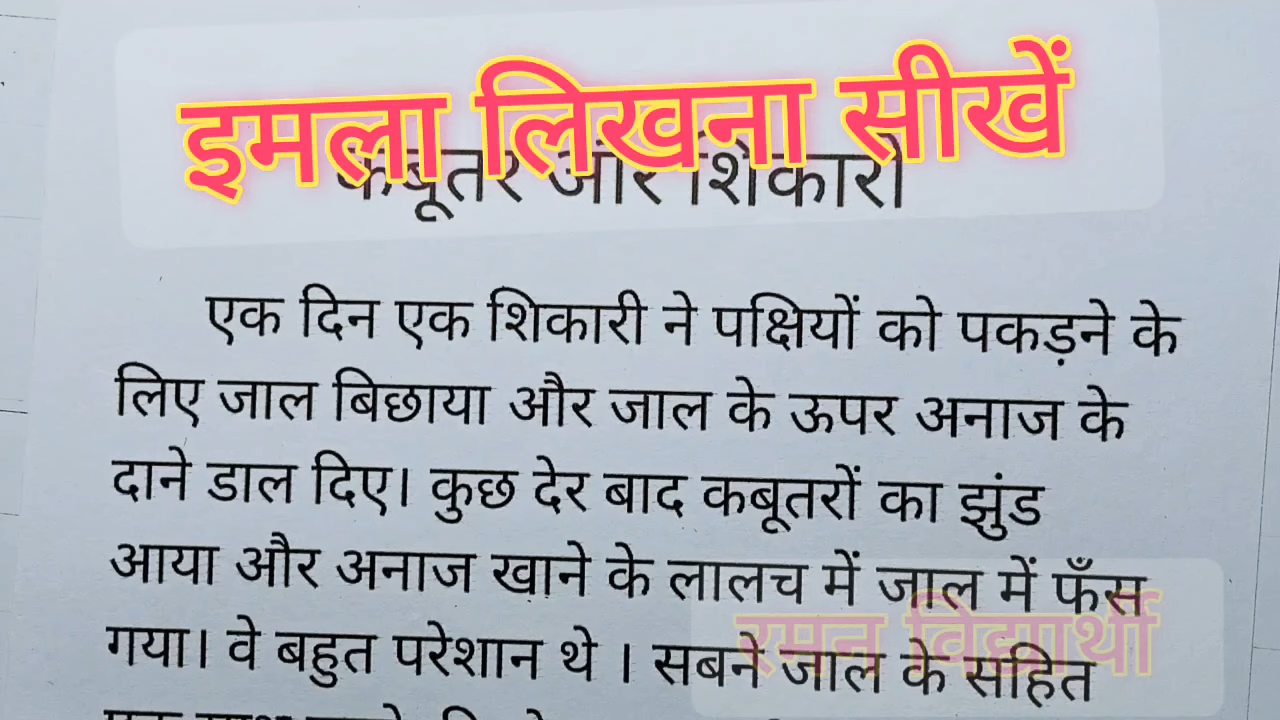 इमला लिखना सीखें
कबूतर और शिकारी
एक दिन एक शिकारी ने पक्षियों को पकड़ने के
लिए जाल बिछाया और जाल के ऊपर अनाज के
दाने डाल दिए। कुछ देर बाद कबूतरों का झुंड
आया और अनाज खाने के लालच में जाल में फँस
गया। वे बहुत परेशान थे । सबने जाल के सहित
रमन विद्यार्थी